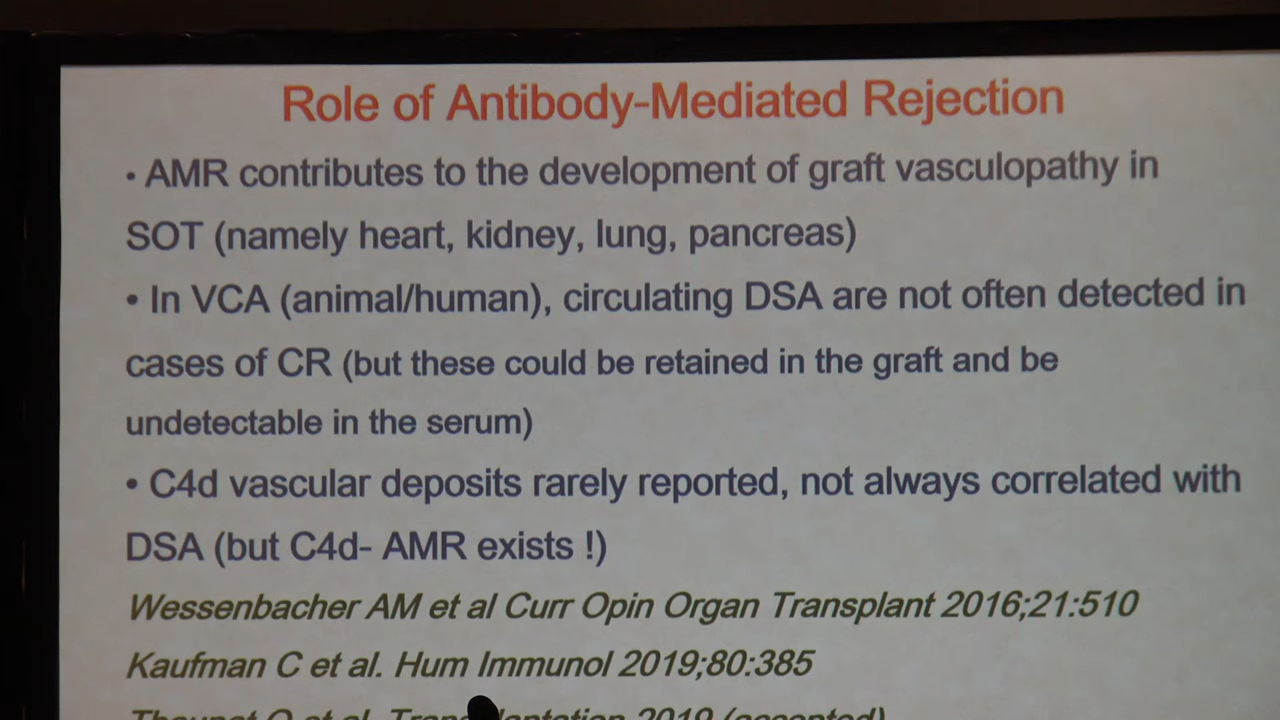 Role of Antibody-Mediated Rejection
• AMR contributes to the development of graft vasculopathy in
SOT (namely heart, kidney, lung, pancreas)
• In VCA (animal/human), circulating DSA are not often detected in
cases of CR (but these could be retained in the graft and be
undetectable in the serum)
• C4d vascular deposits rarely reported, not always correlated with
DSA (but C4d- AMR exists !)
Wessenbacher AM et al Curr Opin Organ Transplant 2016;21:510
Kaufman C et al. Hum Immunol 2019;80:385
et al. 2019 (accepted)